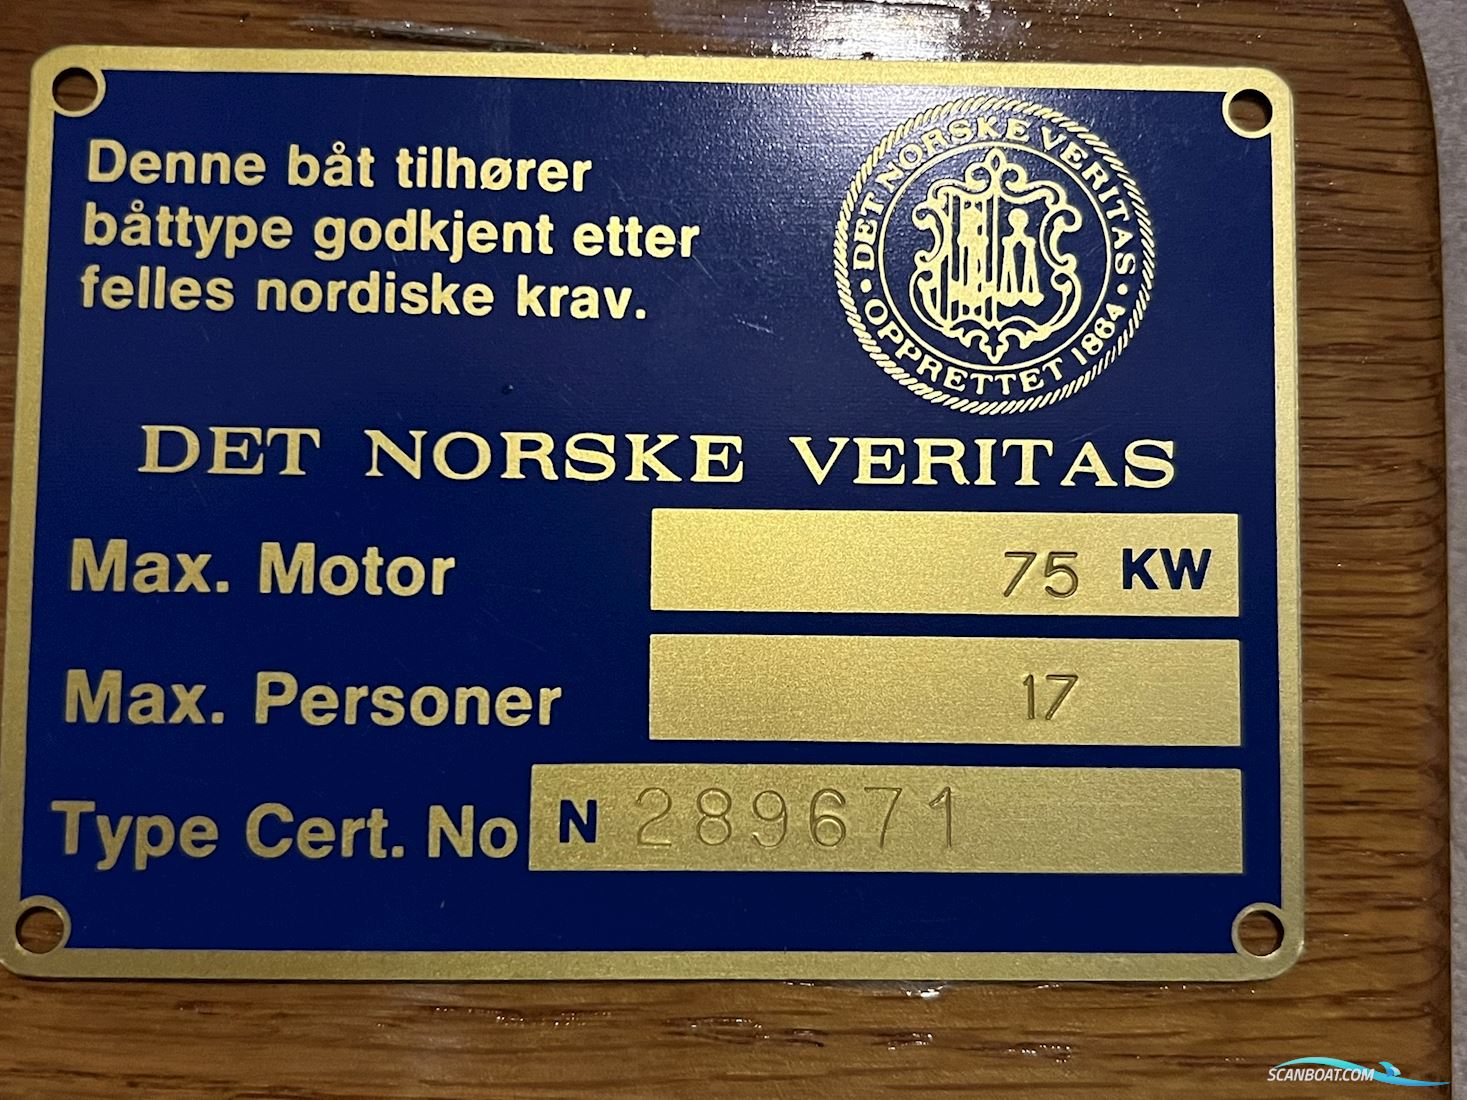 Denne båt tilhører
båttype godkjent etter
felles nordiske krav.
DET NORSKE VERITAS
• OPPRETTET 1864 •
DET NORSKE VERITAS
Max. Motor 75 KW
Max. Personer 17
Type Cert. No N 289671
SCANBOAT.COM